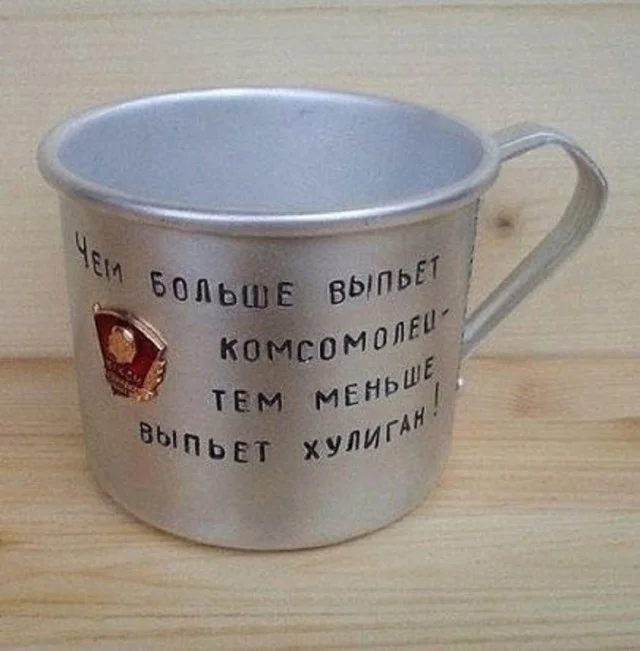 Чем больше выпьет
комсомолец-
тем меньше
выпьет хулиган!